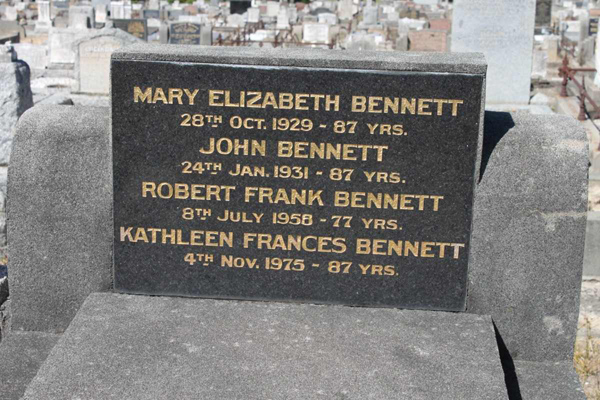 MARY ELIZABETH BENNETT
28TH OCT. 1929 - 87 YRS.
JOHN BENNETT
24TH JAN. 1931 - 87 YRS.
ROBERT FRANK BENNETT
8TH JULY 1958 - 77 YRS.
KATHLEEN FRANCES BENNETT
4TH NOV. 1975 - 87 YRS.